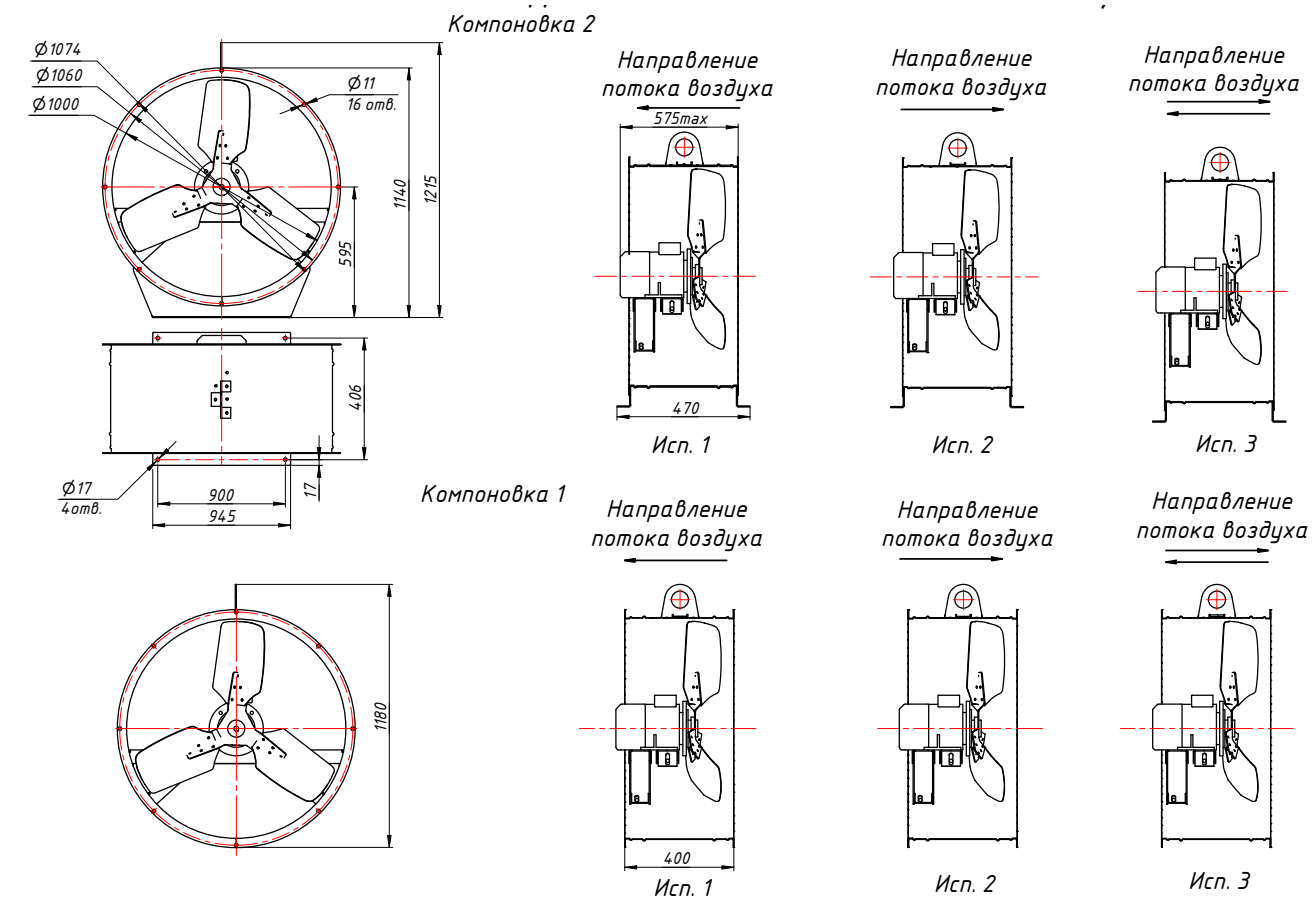 Компоновка 2
Ø1074
Ø1060
Ø1000
Ø11
16 отв.
1140
1215
595
Направление
потока воздуха
575max
470
Исп. 1
Направление
потока воздуха
Исп. 2
Направление
потока воздуха
Исп. 3
406
17
Ø17
4отв.
900
945
Компоновка 1
1180
Направление
потока воздуха
400
Исп. 1
Направление
потока воздуха
Исп. 2
Направление
потока воздуха
Исп. 3